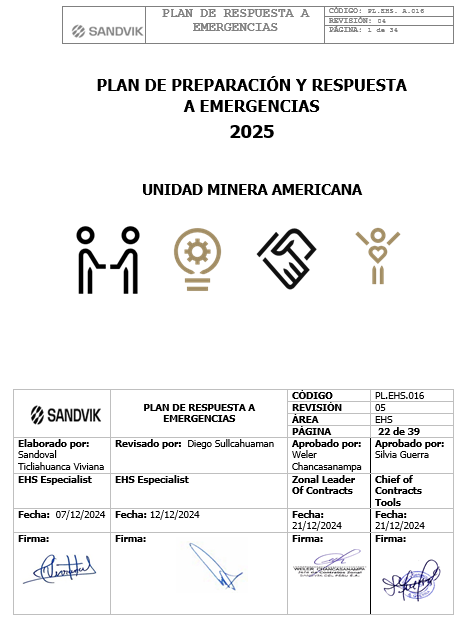 SANDVIK
PLAN DE RESPUESTA A
EMERGENCIAS
CÓDIGO: PL.EHS. A.016
REVISIÓN: 04
PÁGINA: 1 de 34
PLAN DE PREPARACIÓN Y RESPUESTA
A EMERGENCIAS
2025
UNIDAD MINERA AMERICANA
SANDVIK
PLAN DE RESPUESTA A
EMERGENCIAS
CÓDIGO PL.EHS.016
REVISIÓN 05
ÁREA EHS
PÁGINA 22 de 39
Elaborado por:
Sandoval
Ticliahuanca Viviana
Revisado por: Diego Sullcahuaman
Aprobado por:
Weler
Chancasanampa
Aprobado por:
Silvia Guerra
EHS Especialist
EHS Especialist
Zonal Leader
Of Contracts
Chief of
Contracts
Tools
Fecha: 07/12/2024
Fecha: 12/12/2024
Fecha:
21/12/2024
Fecha:
21/12/2024
Firma:
Firma:
Firma:
Firma:
WEILER CHANCASANAMPA